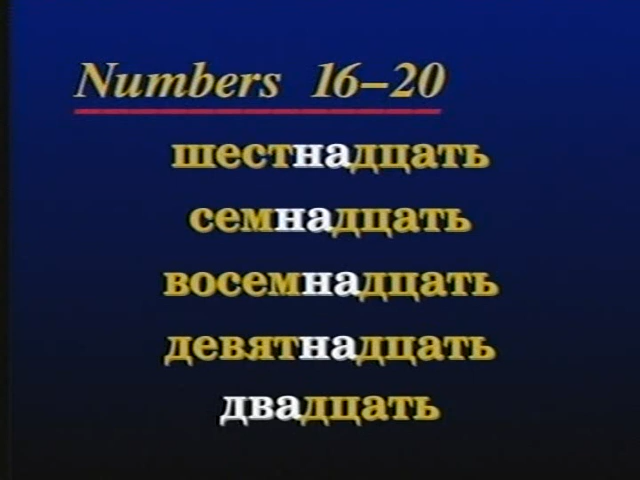 Numbers 16–20
шестнадцать
семнадцать
восемнадцать
девятнадцать
двадцать